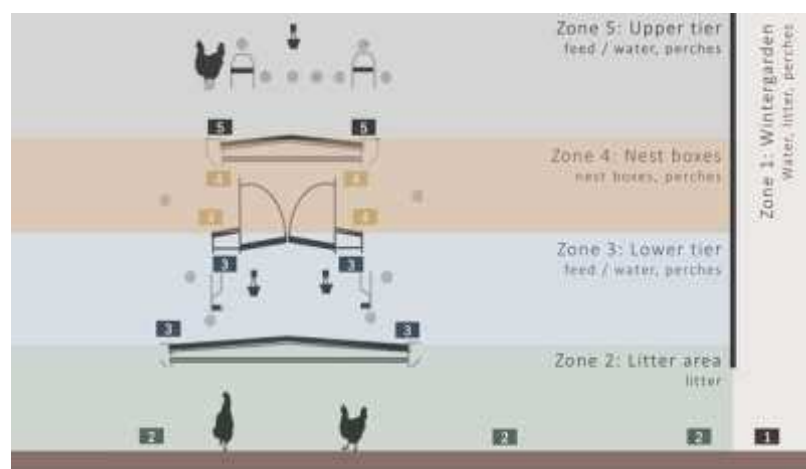 Zone 5: Upper tier
feed / water, perches
5 5
Zone 4: Nest boxes
nest boxes, perches
4 4
4 4
Zone 3: Lower tier
feed / water, perches
3 3
3 3
Zone 2: Litter area
litter
2 2 2 1
Zone 1: Wintergarden
Water, litter, perches